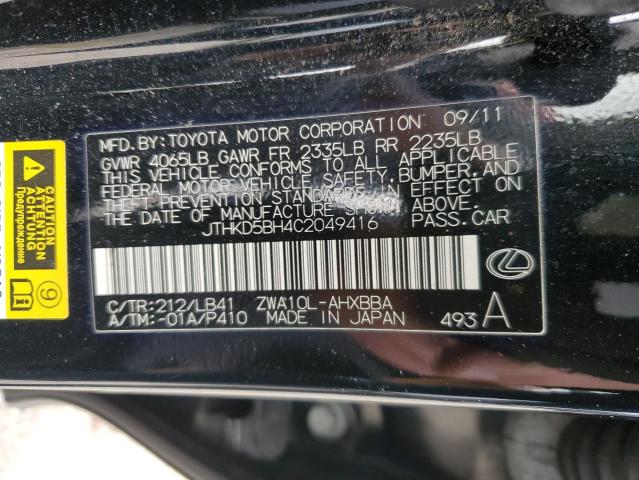 MFD.BY:TOYOTA MOTOR CORPORATION 09/11
GVWR 4065LB GAWR FR 2335LB RR 2235LB
THIS VEHICLE CONFORMS TO ALL APPLICABLE
FEDERAL MOTOR VEHICLE SAFETY,BUMPER,AND
THEFT PREVENTION STANDARDS IN EFFECT ON
THE DATE OF MANUFACTURE SHOWN ABOVE.
JTHKD5BH4C2049416 PASS.CAR
C/TR:212/LB41 ZWA10L-AHXBBA
A/TM:-01A/P410 MADE IN JAPAN 493 A
CAUTION
ATTENTION
ACHTUNG
Предупреждение
9